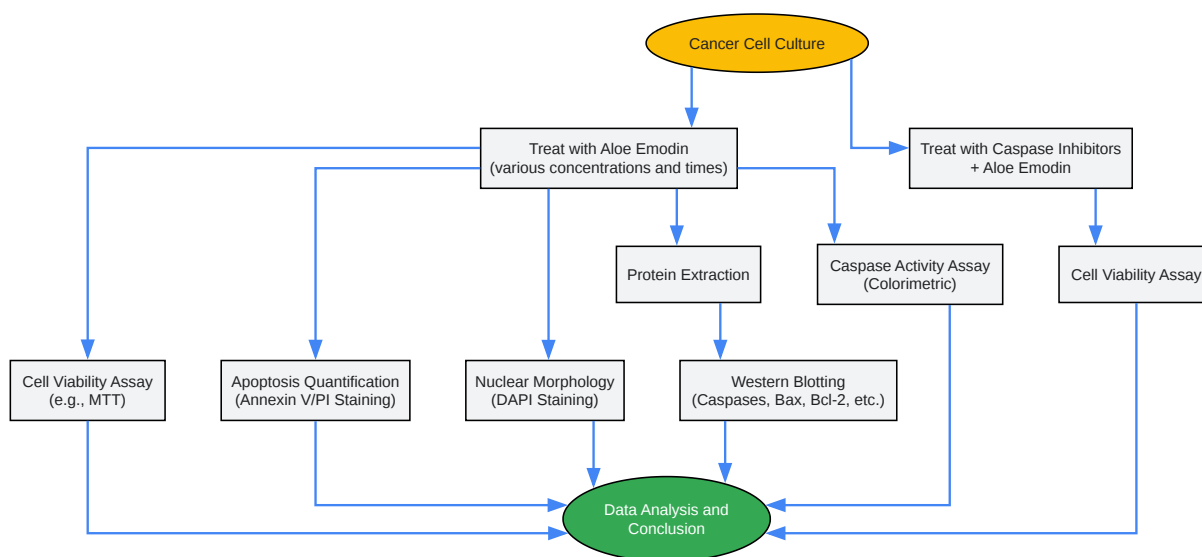 Cancer Cell Culture
Treat with Aloe Emodin
(various concentrations and times)
Treat with Caspase Inhibitors
+ Aloe Emodin
Protein Extraction
Caspase Activity Assay
(Colorimetric)
Cell Viability Assay
Cell Viability Assay
(e.g., MTT)
Apoptosis Quantification
(Annexin V/PI Staining)
Nuclear Morphology
(DAPI Staining)
Western Blotting
(Caspases, Bax, Bcl-2, etc.)
Data Analysis and
Conclusion